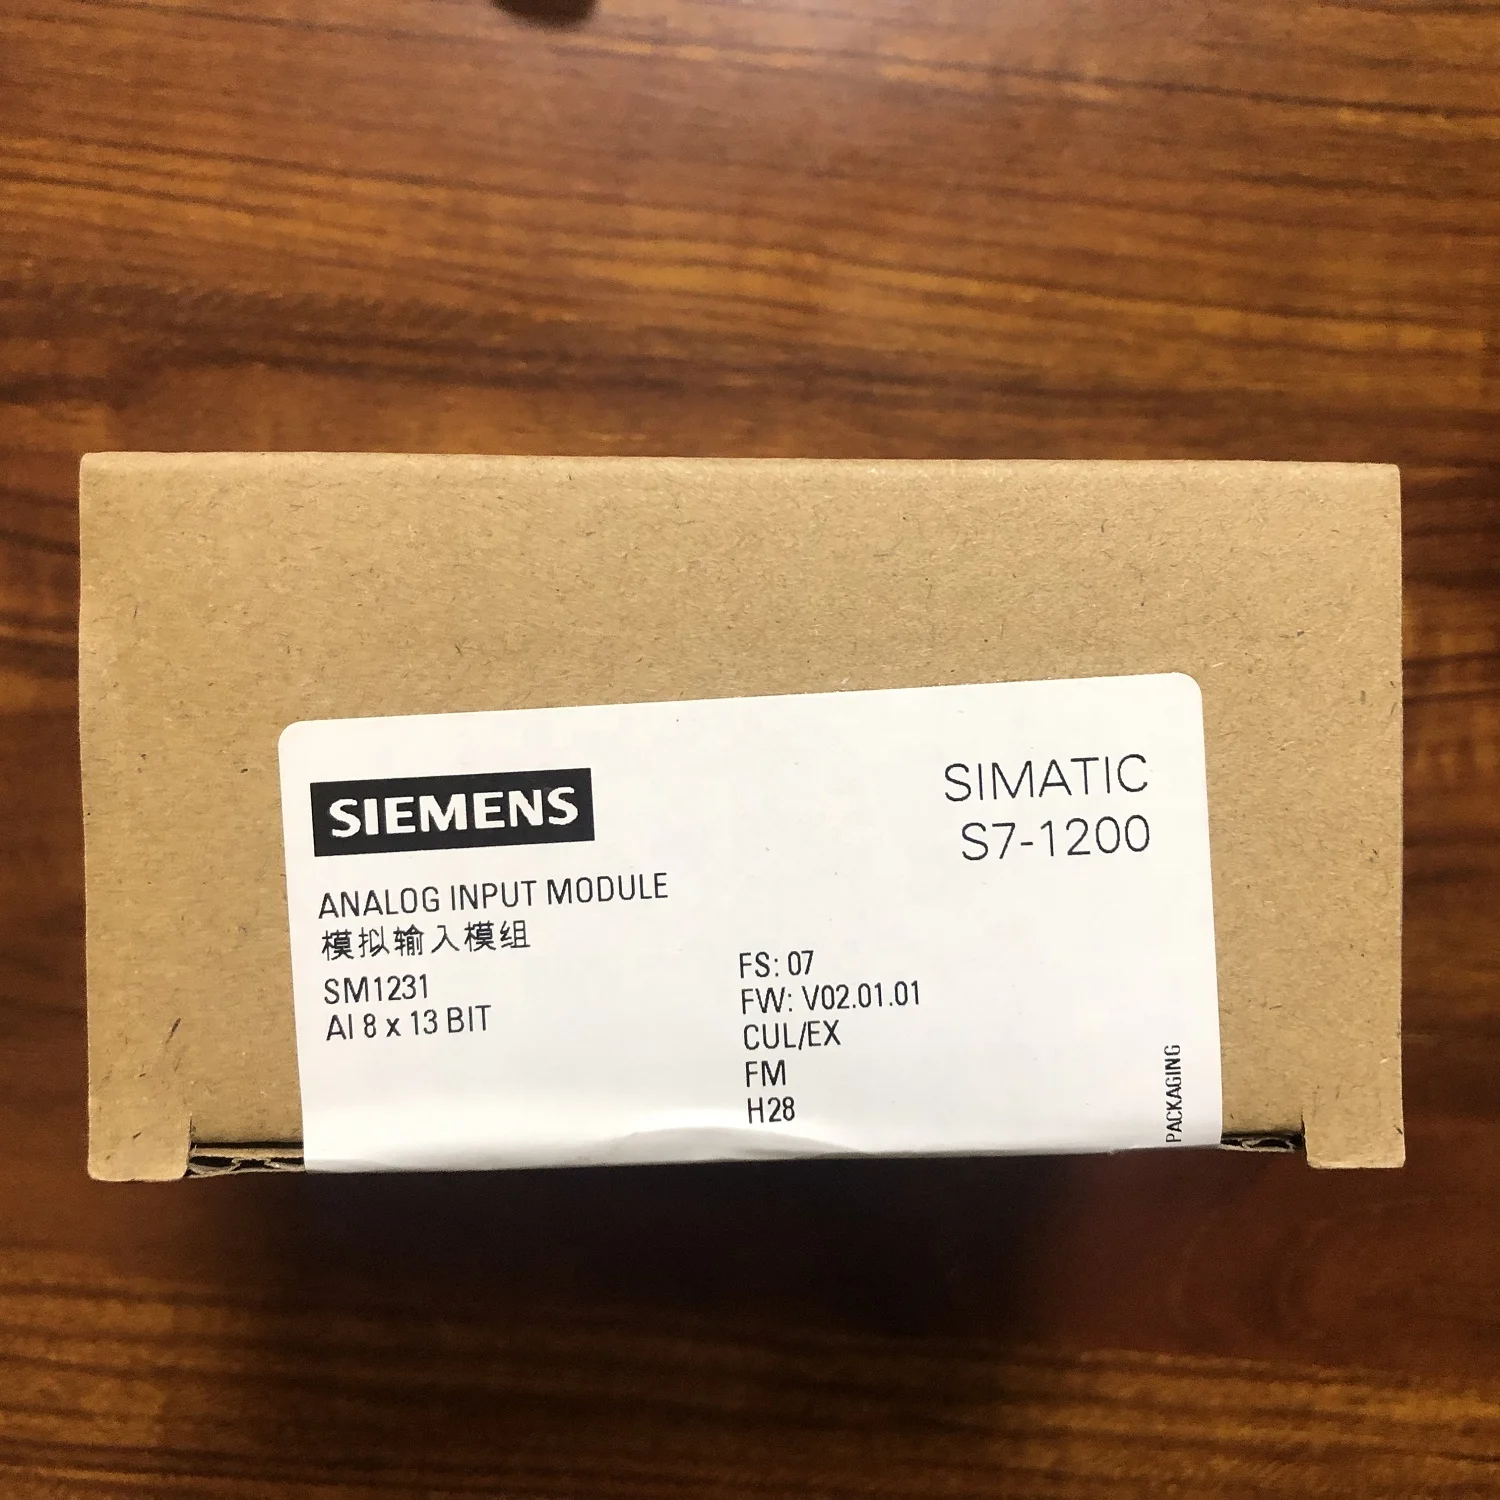 SIEMENS
SIMATIC
S7-1200
ANALOG INPUT MODULE
模拟输入模组
SM1231
AI 8 x 13 BIT
FS: 07
FW: V02.01.01
CUL/EX
FM
H28
PACKAGING